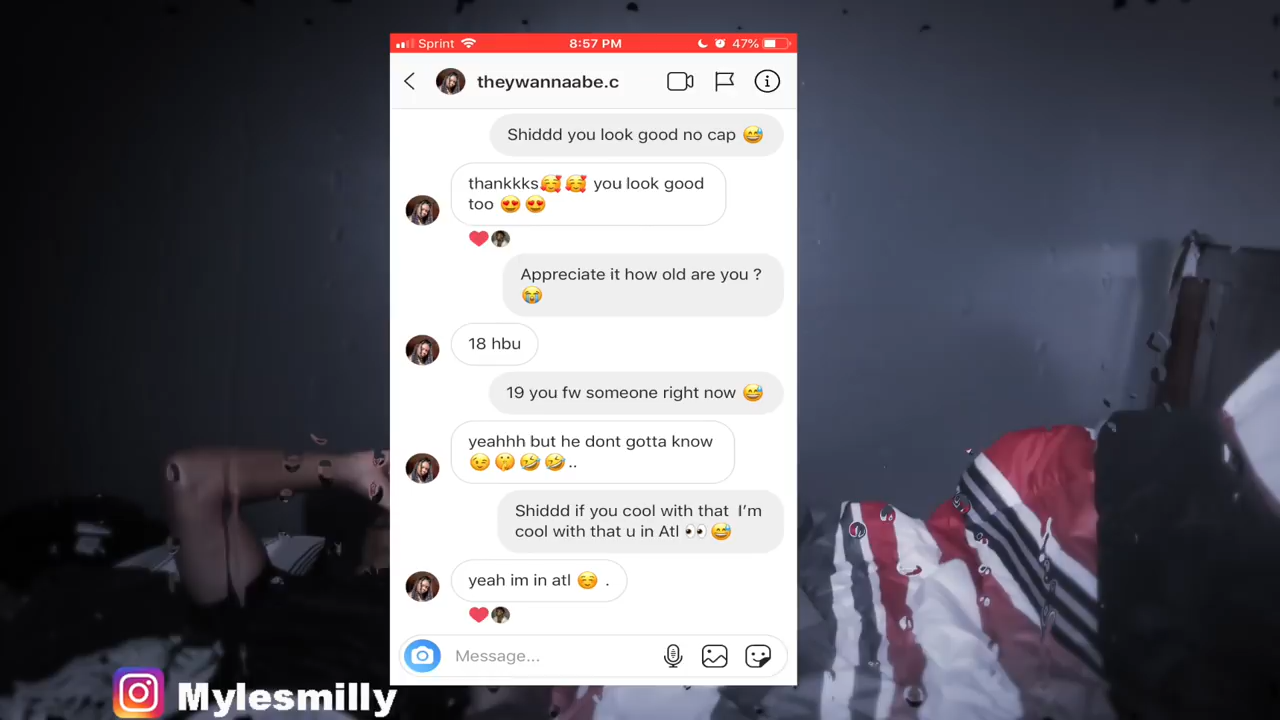 Sprint 8:57 PM 47%
theywannaabe.c
Shiddd you look good no cap 😅
thankkks🥰🥰 you look good
too 😍😍
Appreciate it how old are you ?
😭
18 hbu
19 you fw someone right now 😅
yeahhh but he dont gotta know
😉🤫🤣🤣..
Shiddd if you cool with that I'm
cool with that u in Atl 👀😅
yeah im in atl ☺️ .
Message...
Mylesmilly